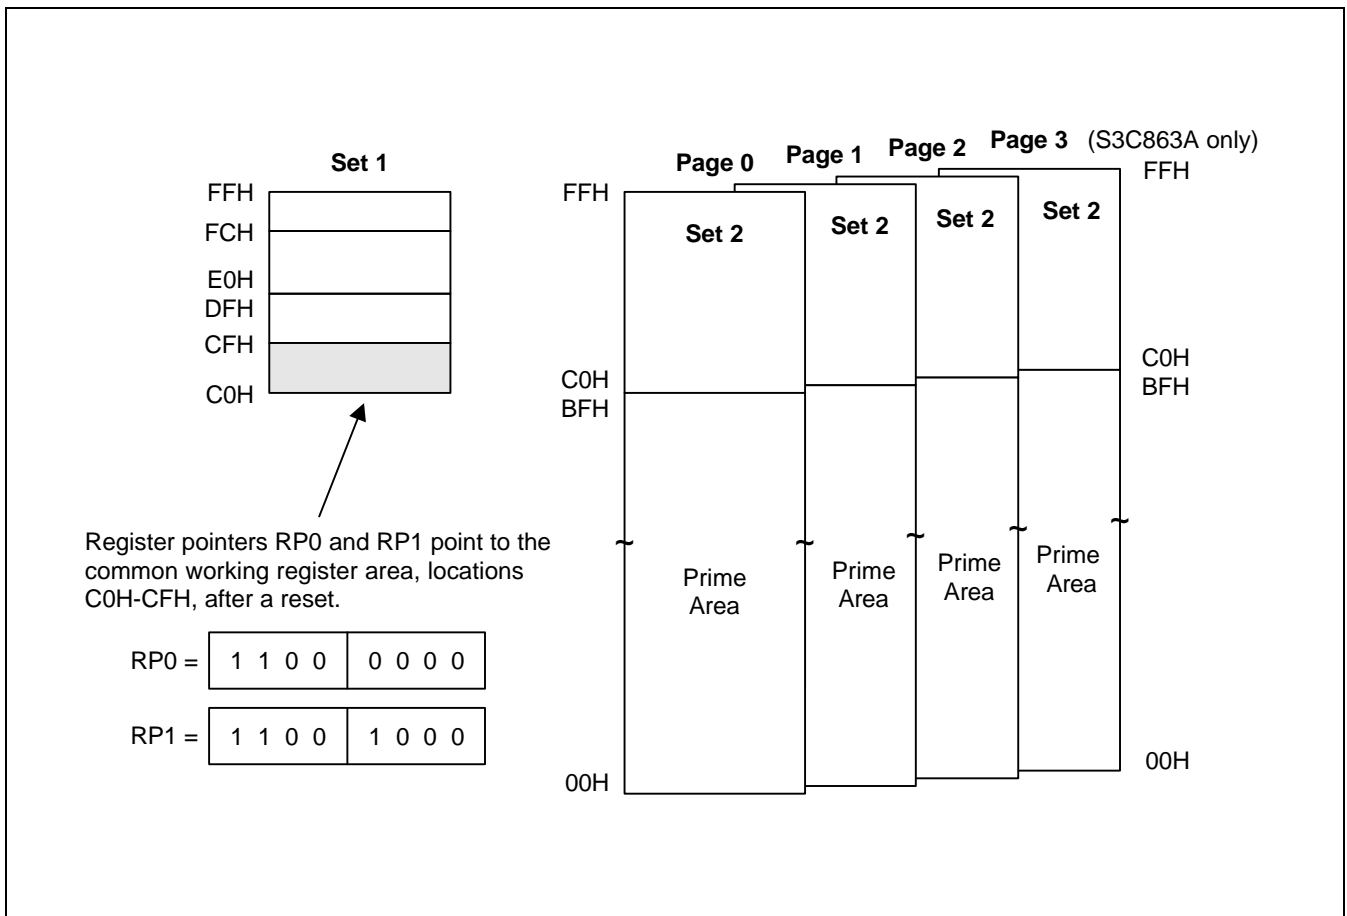 Set 1
FFH
FCH
E0H
DFH
CFH
C0H
Register pointers RP0 and RP1 point to the
common working register area, locations
C0H-CFH, after a reset.
RP0 = 1 1 0 0 0 0 0 0
RP1 = 1 1 0 0 1 0 0 0
Page 0 Page 1 Page 2 Page 3 (S3C863A only)
FFH FFH
Set 2 Set 2 Set 2 Set 2
C0H C0H
BFH BFH
~ ~ ~ ~ ~
Prime Prime Prime Prime
Area Area Area Area
00H 00H